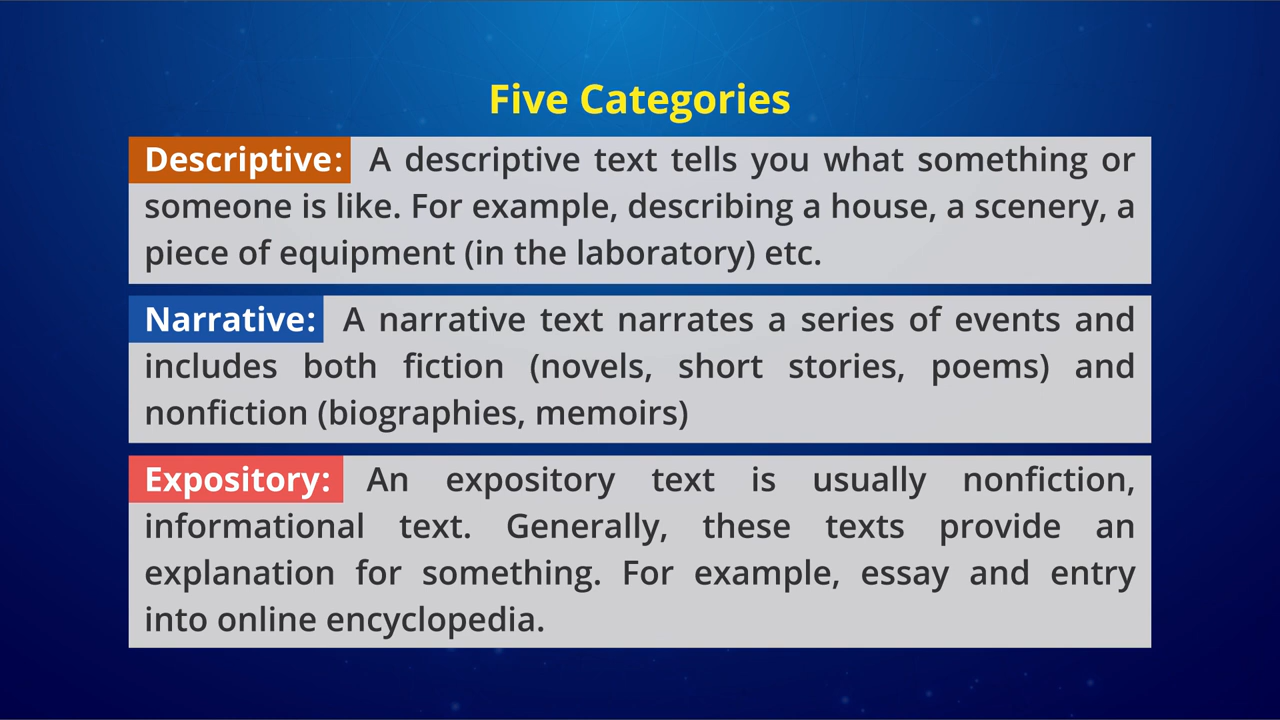 Five Categories
Descriptive: A descriptive text tells you what something or
someone is like. For example, describing a house, a scenery, a
piece of equipment (in the laboratory) etc.
Narrative: A narrative text narrates a series of events and
includes both fiction (novels, short stories, poems) and
nonfiction (biographies, memoirs)
Expository: An expository text is usually nonfiction,
informational text. Generally, these texts provide an
explanation for something. For example, essay and entry
into online encyclopedia.